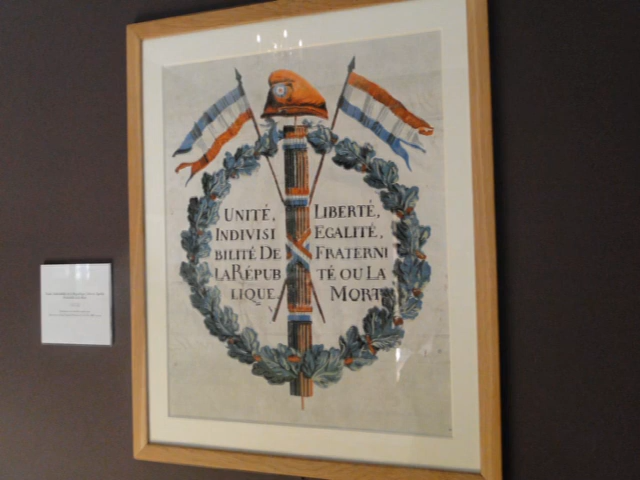 UNITÉ,
INDIVISI
BILITÉ DE
LA RÉPUB
LIQUE.
LIBERTÉ,
EGALITÉ,
FRATERNI
TÉ OU LA
MORT.